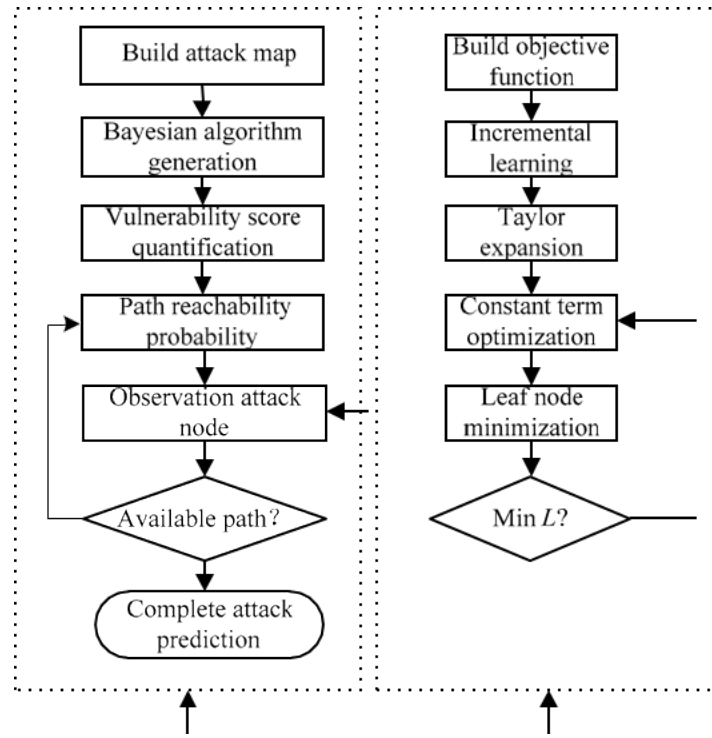 Build attack map
Bayesian algorithm
generation
Vulnerability score
quantification
Path reachability
probability
Observation attack
node
Available path?
Complete attack
prediction
Build objective
function
Incremental
learning
Taylor
expansion
Constant term
optimization
Leaf node
minimization
Min L?